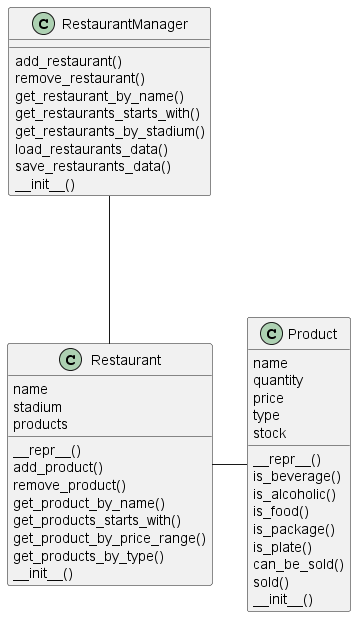 C RestaurantManager
add_restaurant()
remove_restaurant()
get_restaurant_by_name()
get_restaurants_starts_with()
get_restaurants_by_stadium()
load_restaurants_data()
save_restaurants_data()
__init__()
C Restaurant
name
stadium
products
__repr__()
add_product()
remove_product()
get_product_by_name()
get_products_starts_with()
get_product_by_price_range()
get_products_by_type()
__init__()
C Product
name
quantity
price
type
stock
__repr__()
is_beverage()
is_alcoholic()
is_food()
is_package()
is_plate()
can_be_sold()
sold()
__init__()